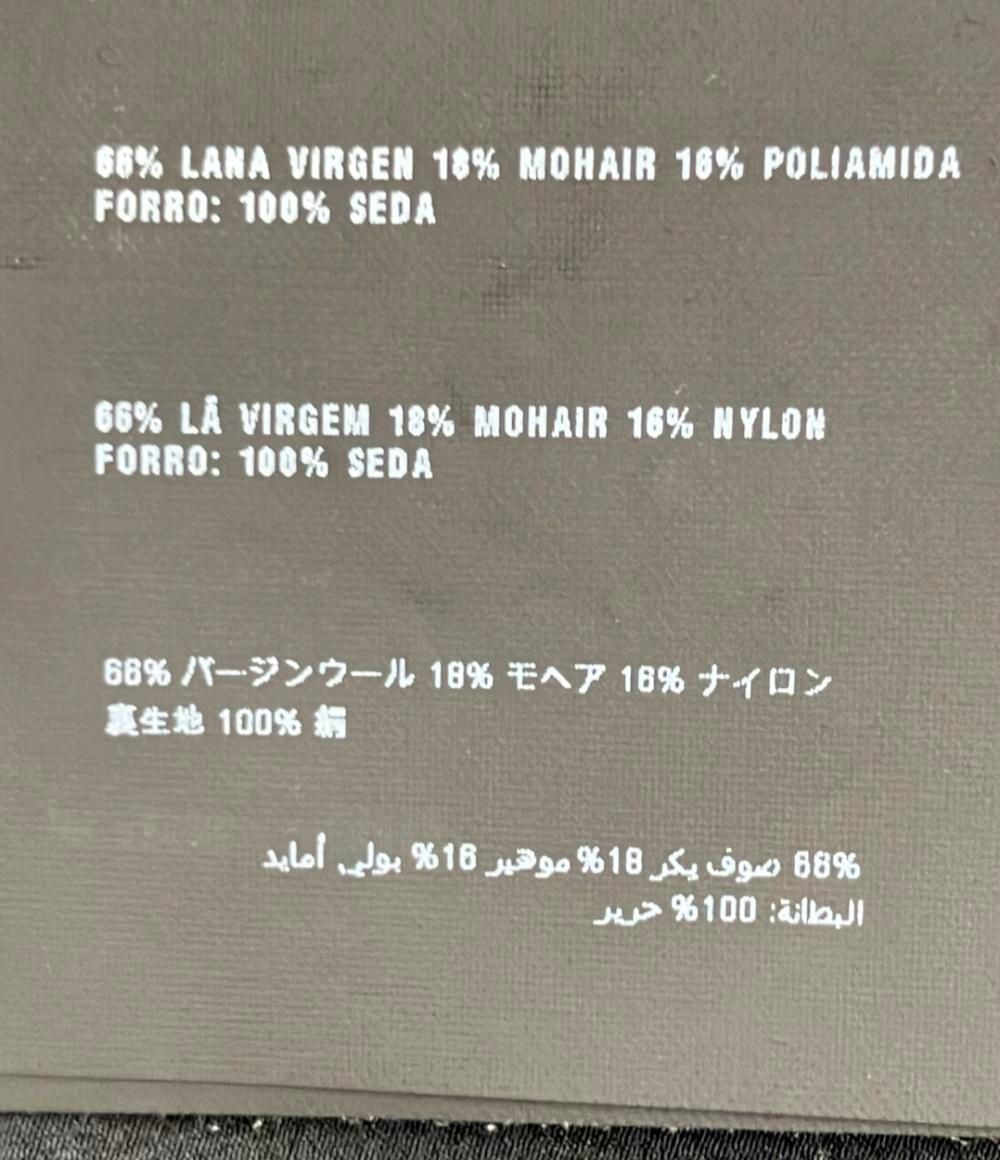 66% LANA VIRGEN 18% MOHAIR 16% POLIAMIDA
FORRO: 100% SEDA
66% LÃ VIRGEM 18% MOHAIR 16% NYLON
FORRO: 100% SEDA
66% バージンウール 18% モヘア 16% ナイロン
裏生地 100% 絹
66% صوف بكر 18% موهير 16% بولي أمايد
البطانة: 100% حرير